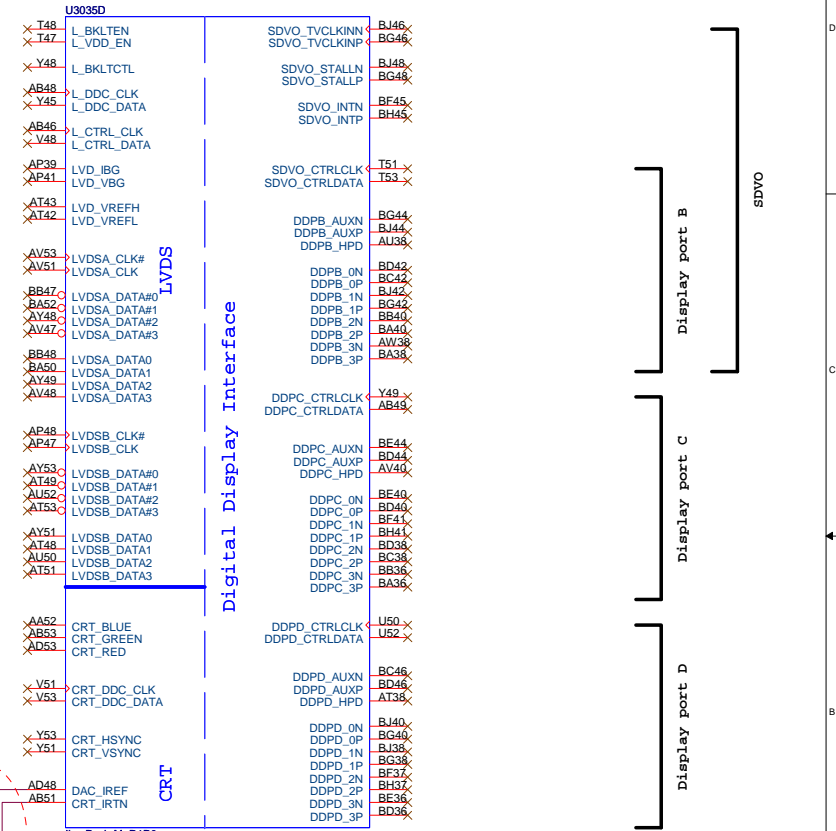 U3035D
T48 L_BKLTEN
T47 L_VDD_EN
Y48 L_BKLTCTL
AB48 L_DDC_CLK
Y45 L_DDC_DATA
AB46 L_CTRL_CLK
V48 L_CTRL_DATA
AP39 LVD_IBG
AP41 LVD_VBG
AT43 LVD_VREFH
AT42 LVD_VREFL
AV53 LVDSA_CLK#
AV51 LVDSA_CLK
BB47 LVDSA_DATA#0
BA52 LVDSA_DATA#1
AY48 LVDSA_DATA#2
AV47 LVDSA_DATA#3
BB48 LVDSA_DATA0
BA50 LVDSA_DATA1
AY49 LVDSA_DATA2
AV48 LVDSA_DATA3
AP48 LVDSB_CLK#
AP47 LVDSB_CLK
AY53 LVDSB_DATA#0
AT49 LVDSB_DATA#1
AU52 LVDSB_DATA#2
AT53 LVDSB_DATA#3
AY51 LVDSB_DATA0
AT48 LVDSB_DATA1
AU50 LVDSB_DATA2
AT51 LVDSB_DATA3
AA52 CRT_BLUE
AB53 CRT_GREEN
AD53 CRT_RED
V51 CRT_DDC_CLK
V53 CRT_DDC_DATA
Y53 CRT_HSYNC
Y51 CRT_VSYNC
AD48 DAC_IREF
AB51 CRT_IRTN
LVDS
CRT
Digital Display Interface
SDVO_TVCLKINN BJ46
SDVO_TVCLKINP BG46
SDVO_STALLN BJ48
SDVO_STALLP BG48
SDVO_INTN BF45
SDVO_INTP BH45
SDVO_CTRLCLK T51
SDVO_CTRLDATA T53
DDPB_AUXN BG44
DDPB_AUXP BJ44
DDPB_HPD AU38
DDPB_0N BD42
DDPB_0P BC42
DDPB_1N BJ42
DDPB_1P BG42
DDPB_2N BB40
DDPB_2P BA40
DDPB_3N AW38
DDPB_3P BA38
DDPC_CTRLCLK Y49
DDPC_CTRLDATA AB49
DDPC_AUXN BE44
DDPC_AUXP BD44
DDPC_HPD AV40
DDPC_0N BE40
DDPC_0P BD40
DDPC_1N BF41
DDPC_1P BH41
DDPC_2N BD38
DDPC_2P BC38
DDPC_3N BB36
DDPC_3P BA36
DDPD_CTRLCLK U50
DDPD_CTRLDATA U52
DDPD_AUXN BC46
DDPD_AUXP BD46
DDPD_HPD AT38
DDPD_0N BJ40
DDPD_0P BG40
DDPD_1N BJ38
DDPD_1P BG38
DDPD_2N BF37
DDPD_2P BH37
DDPD_3N BE36
DDPD_3P BD36
Display port B
SDVO
Display port C
Display port D
D
C
B